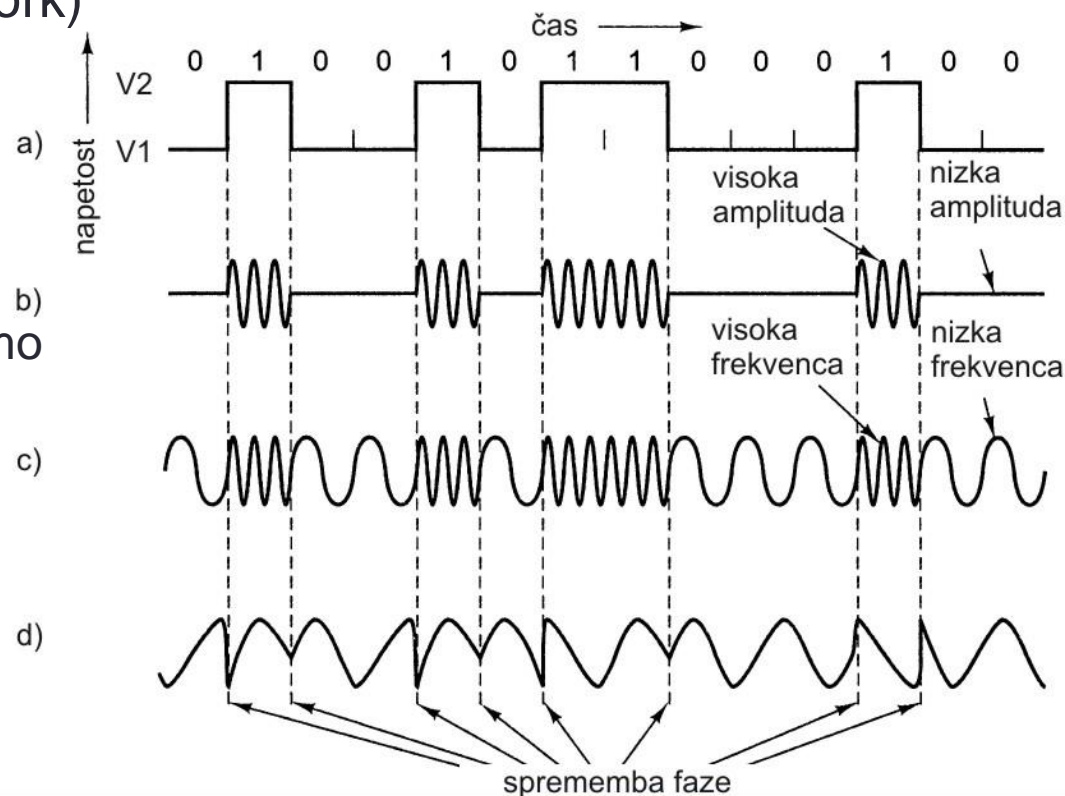 ork)
čas
0 1 0 0 1 0 1 1 0 0 0 1 0 0
V2
a)
V1
napetost
visoka
amplituda
nizka
amplituda
b)
no
visoka
frekvenca
nizka
frekvenca
c)
d)
sprememba faze